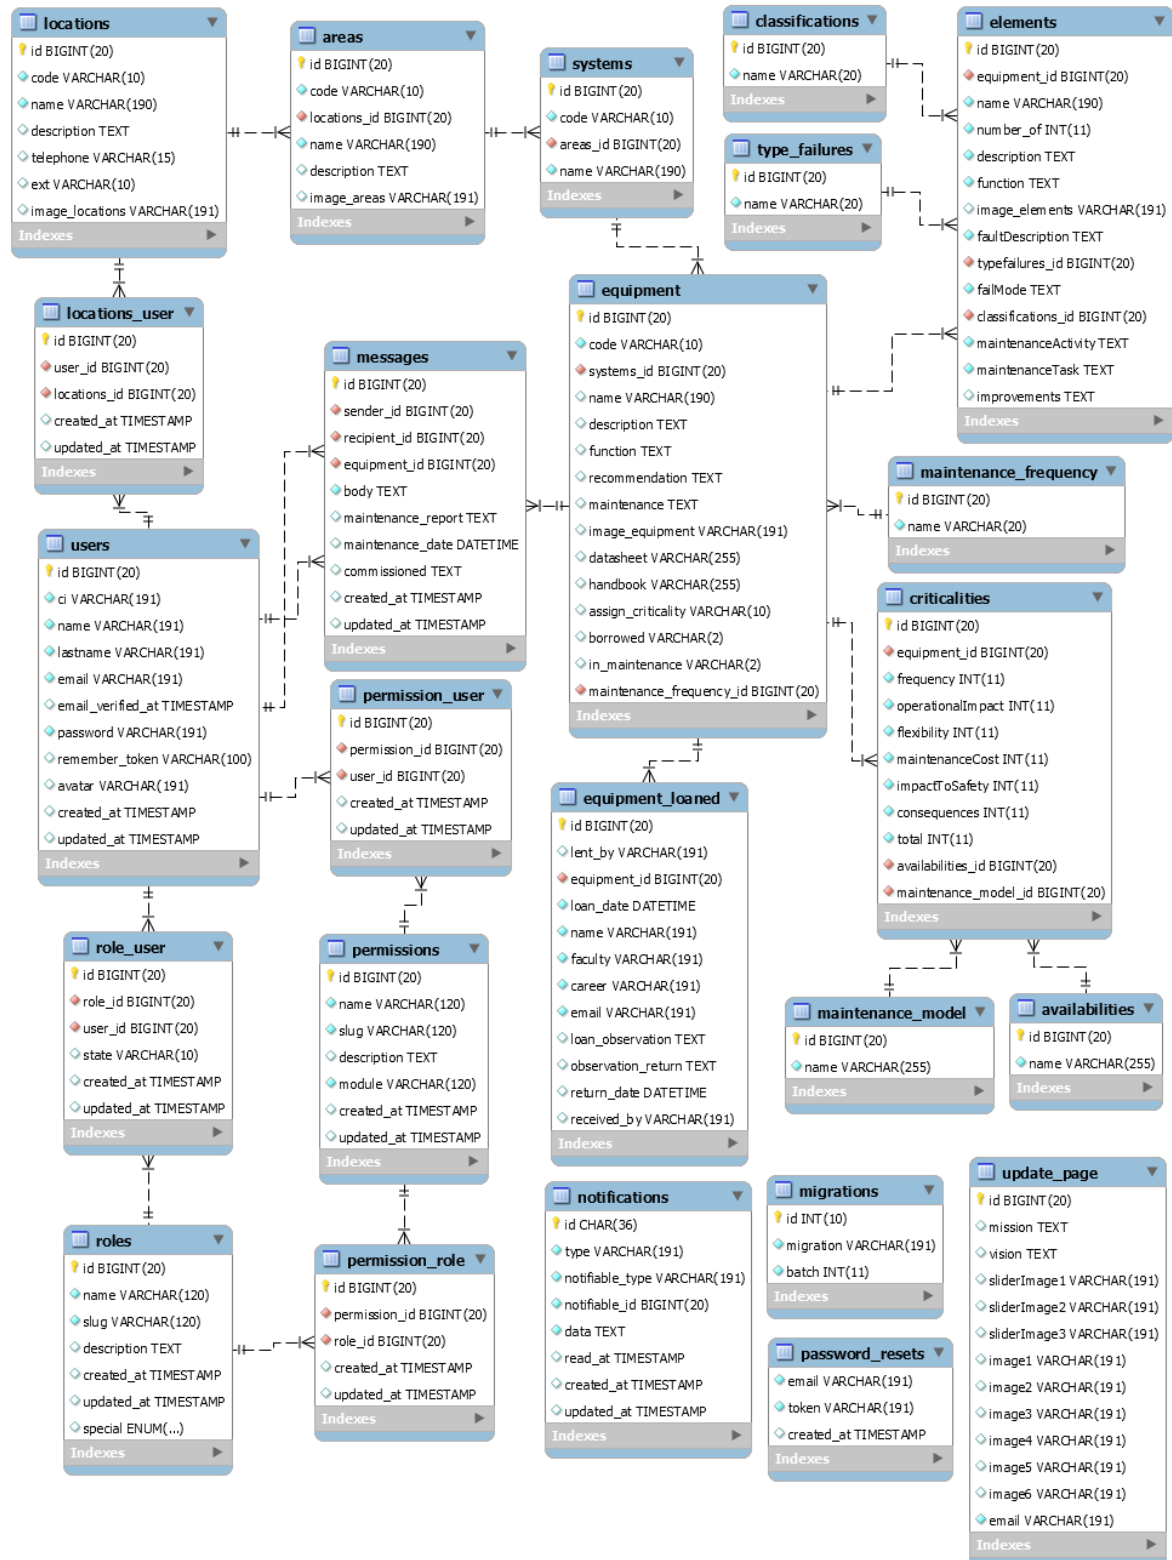 locations
id BIGINT(20)
code VARCHAR(10)
name VARCHAR(190)
description TEXT
telephone VARCHAR(15)
ext VARCHAR(10)
image_locations VARCHAR(191)
Indexes
areas
id BIGINT(20)
code VARCHAR(10)
locations_id BIGINT(20)
name VARCHAR(190)
description TEXT
image_areas VARCHAR(191)
Indexes
systems
id BIGINT(20)
code VARCHAR(10)
areas_id BIGINT(20)
name VARCHAR(190)
Indexes
classifications
id BIGINT(20)
name VARCHAR(20)
Indexes
type_failures
id BIGINT(20)
name VARCHAR(20)
Indexes
elements
id BIGINT(20)
equipment_id BIGINT(20)
name VARCHAR(190)
number_of INT(11)
description TEXT
function TEXT
image_elements VARCHAR(191)
faultDescription TEXT
typefailures_id BIGINT(20)
failMode TEXT
classifications_id BIGINT(20)
maintenanceActivity TEXT
maintenanceTask TEXT
improvements TEXT
Indexes
locations_user
id BIGINT(20)
user_id BIGINT(20)
locations_id BIGINT(20)
created_at TIMESTAMP
updated_at TIMESTAMP
Indexes
messages
id BIGINT(20)
sender_id BIGINT(20)
recipient_id BIGINT(20)
equipment_id BIGINT(20)
body TEXT
maintenance_report TEXT
maintenance_date DATETIME
commissioned TEXT
created_at TIMESTAMP
updated_at TIMESTAMP
Indexes
equipment
id BIGINT(20)
code VARCHAR(10)
systems_id BIGINT(20)
name VARCHAR(190)
description TEXT
function TEXT
recommendation TEXT
maintenance TEXT
image_equipment VARCHAR(191)
datasheet VARCHAR(255)
handbook VARCHAR(255)
assign_criticality VARCHAR(10)
borrowed VARCHAR(2)
in_maintenance VARCHAR(2)
maintenance_frequency_id BIGINT(20)
Indexes
maintenance_frequency
id BIGINT(20)
name VARCHAR(20)
Indexes
users
id BIGINT(20)
ci VARCHAR(191)
name VARCHAR(191)
lastname VARCHAR(191)
email VARCHAR(191)
email_verified_at TIMESTAMP
password VARCHAR(191)
remember_token VARCHAR(100)
avatar VARCHAR(191)
created_at TIMESTAMP
updated_at TIMESTAMP
Indexes
permission_user
id BIGINT(20)
permission_id BIGINT(20)
user_id BIGINT(20)
created_at TIMESTAMP
updated_at TIMESTAMP
Indexes
criticalities
id BIGINT(20)
equipment_id BIGINT(20)
frequency INT(11)
operationalImpact INT(11)
flexibility INT(11)
maintenanceCost INT(11)
impactToSafety INT(11)
consequences INT(11)
total INT(11)
availabilities_id BIGINT(20)
maintenance_model_id BIGINT(20)
Indexes
equipment_loaned
id BIGINT(20)
lent_by VARCHAR(191)
equipment_id BIGINT(20)
loan_date DATETIME
name VARCHAR(191)
faculty VARCHAR(191)
career VARCHAR(191)
email VARCHAR(191)
loan_observation TEXT
observation_return TEXT
return_date DATETIME
received_by VARCHAR(191)
Indexes
role_user
id BIGINT(20)
role_id BIGINT(20)
user_id BIGINT(20)
state VARCHAR(10)
created_at TIMESTAMP
updated_at TIMESTAMP
Indexes
permissions
id BIGINT(20)
name VARCHAR(120)
slug VARCHAR(120)
description TEXT
module VARCHAR(120)
created_at TIMESTAMP
updated_at TIMESTAMP
Indexes
maintenance_model
id BIGINT(20)
name VARCHAR(255)
Indexes
availabilities
id BIGINT(20)
name VARCHAR(255)
Indexes
roles
id BIGINT(20)
name VARCHAR(120)
slug VARCHAR(120)
description TEXT
created_at TIMESTAMP
updated_at TIMESTAMP
special ENUM(...)
Indexes
permission_role
id BIGINT(20)
permission_id BIGINT(20)
role_id BIGINT(20)
created_at TIMESTAMP
updated_at TIMESTAMP
Indexes
notifications
id CHAR(36)
type VARCHAR(191)
notifiable_type VARCHAR(191)
notifiable_id BIGINT(20)
data TEXT
read_at TIMESTAMP
created_at TIMESTAMP
updated_at TIMESTAMP
Indexes
migrations
id INT(10)
migration VARCHAR(191)
batch INT(11)
Indexes
password_resets
email VARCHAR(191)
token VARCHAR(191)
created_at TIMESTAMP
Indexes
update_page
id BIGINT(20)
mission TEXT
vision TEXT
sliderImage1 VARCHAR(191)
sliderImage2 VARCHAR(191)
sliderImage3 VARCHAR(191)
image1 VARCHAR(191)
image2 VARCHAR(191)
image3 VARCHAR(191)
image4 VARCHAR(191)
image5 VARCHAR(191)
image6 VARCHAR(191)
email VARCHAR(191)
Indexes